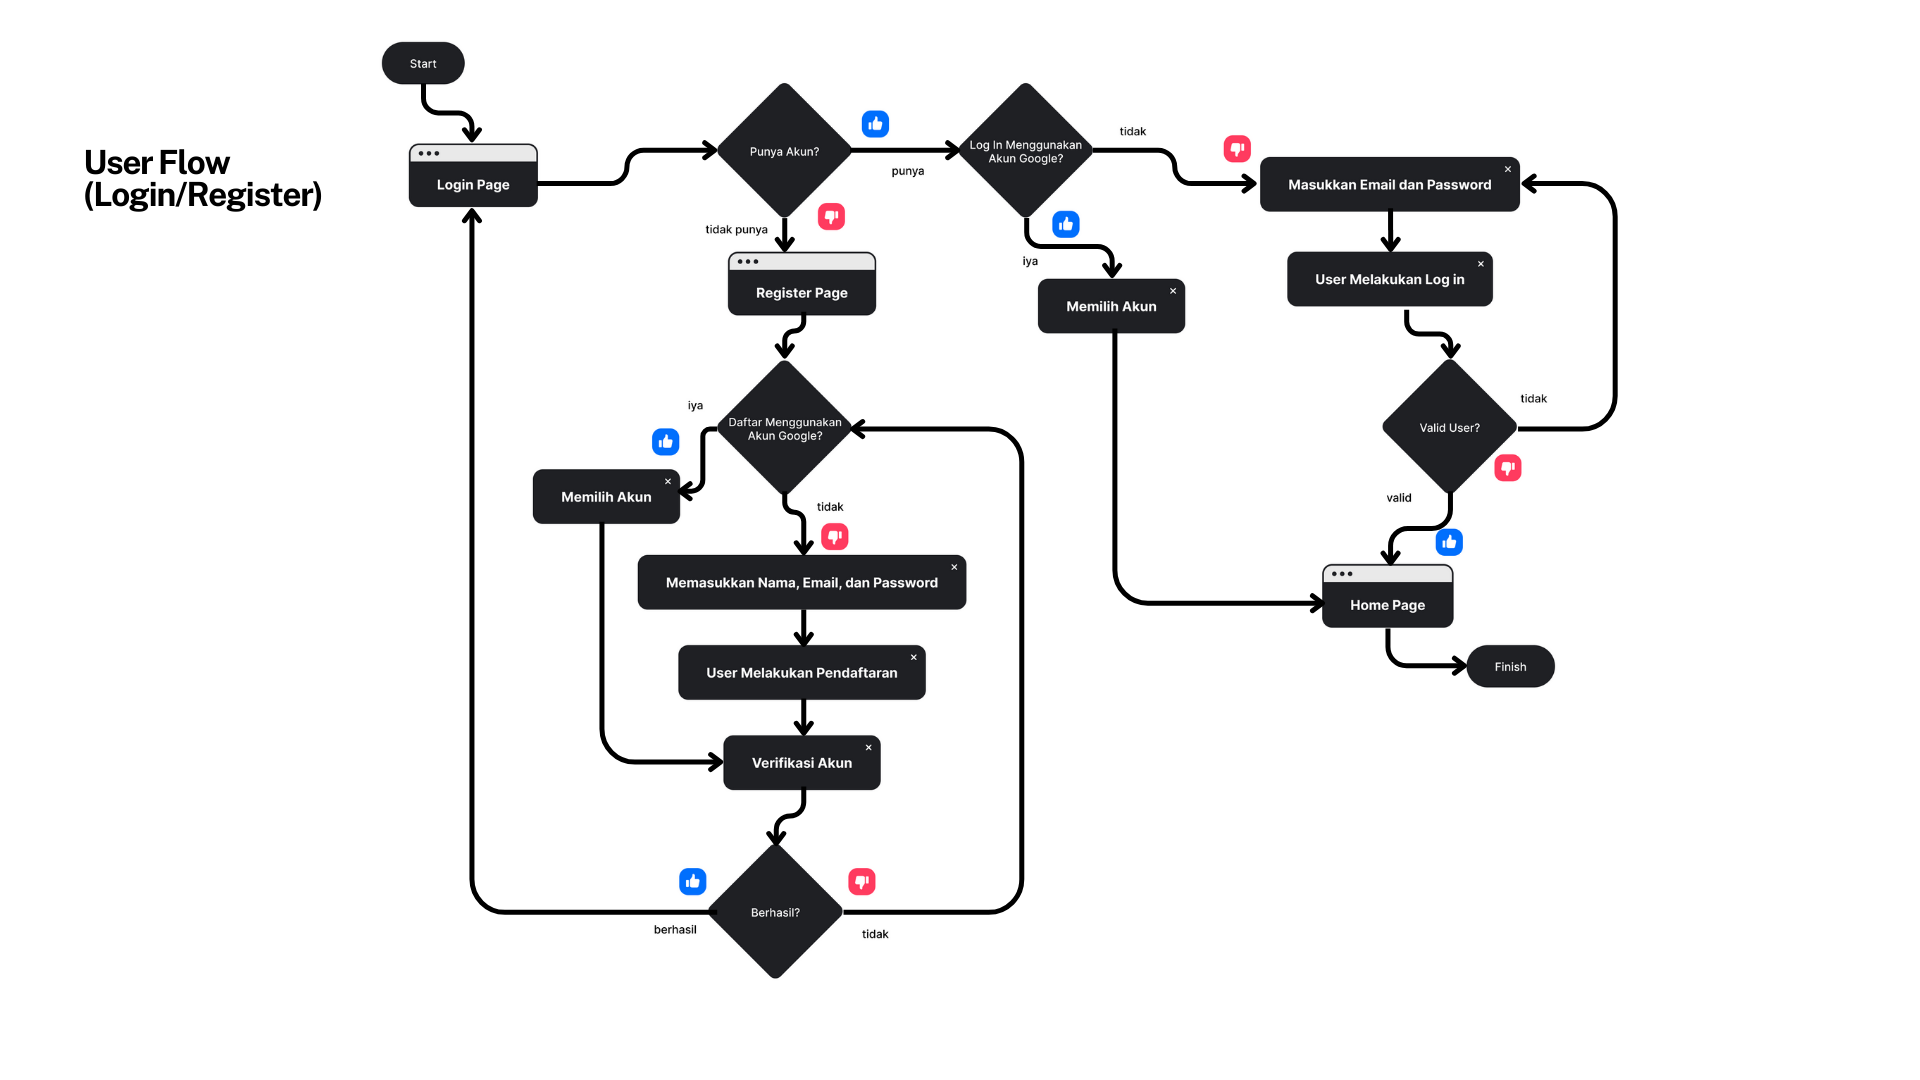 Start
User Flow
(Login/Register)
Login Page
Punya Akun?
punya
Log In Menggunakan
Akun Google?
tidak
Masukkan Email dan Password
tidak punya
iya
Register Page
Memilih Akun
User Melakukan Log in
Valid User?
tidak
valid
Home Page
Finish
Daftar Menggunakan
Akun Google?
iya
Memilih Akun
tidak
Memasukkan Nama, Email, dan Password
User Melakukan Pendaftaran
Verifikasi Akun
Berhasil?
berhasil
tidak